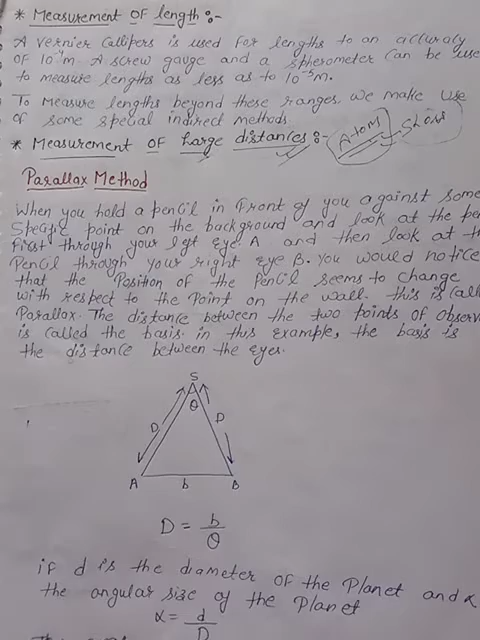 * Measurement of length :-
A Vernier Callipers is used for lengths to an accuracy
of 10⁻⁴m. A screw gauge and a spherometer can be use
to measure lengths as less as to 10⁻⁵m.
To measure lengths beyond these ranges, we make use
of some special indirect methods.
* Measurement of Large distances :-
Atom
Parallax Method
When you hold a pencil in front of you against some
Specific point on the background and look at the pen
first through your left Eye A and then look at th
Pencil through your right eye B. you would notice
that the Position of the Pencil seems to change
with respect to the Point on the wall. this is call
Parallax. The distance between the two points of observ
is called the basis. in this example, the basis is
the distance between the eyes.
S
θ
D D
A b B
D = b/θ
if d is the diameter of the Planet and α
the angular size of the Planet
α = d/D